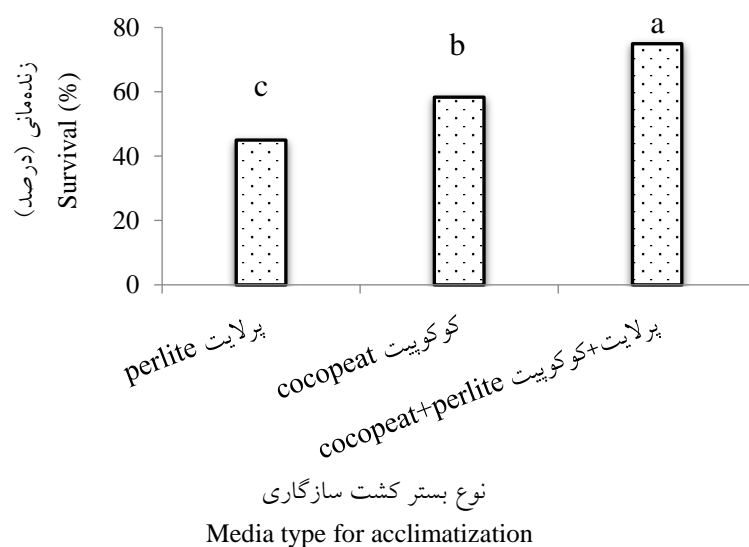 زنده‌مانی (درصد)
Survival (%)
80
60
40
20
0
c
b
a
پرلایت perlite
کوکوپیت cocopeat
پرلایت+کوکوپیت cocopeat+perlite
نوع بستر کشت سازگاری
Media type for acclimatization